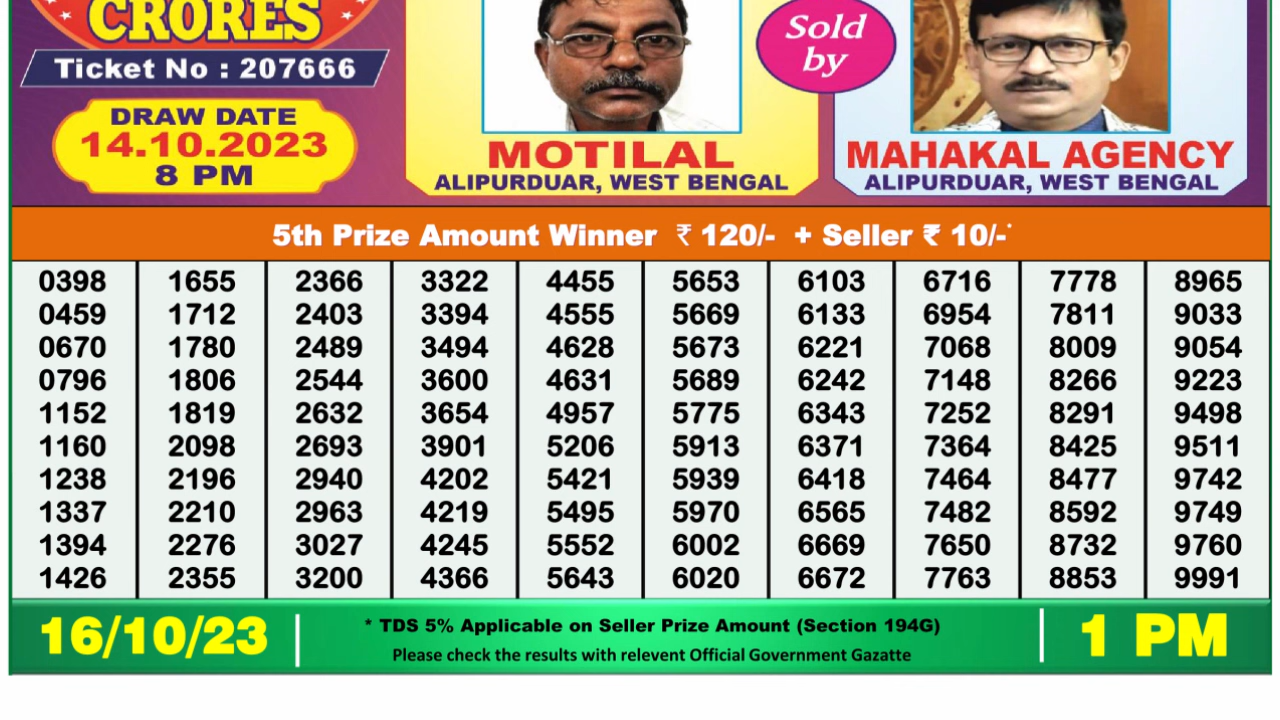 CRORES
Ticket No : 207666
DRAW DATE
14.10.2023
8 PM
MOTILAL
ALIPURDUAR, WEST BENGAL
Sold
by
MAHAKAL AGENCY
ALIPURDUAR, WEST BENGAL
5th Prize Amount Winner ₹ 120/- + Seller ₹ 10/-*
0398 1655 2366 3322 4455 5653 6103 6716 7778 8965
0459 1712 2403 3394 4555 5669 6133 6954 7811 9033
0670 1780 2489 3494 4628 5673 6221 7068 8009 9054
0796 1806 2544 3600 4631 5689 6242 7148 8266 9223
1152 1819 2632 3654 4957 5775 6343 7252 8291 9498
1160 2098 2693 3901 5206 5913 6371 7364 8425 9511
1238 2196 2940 4202 5421 5939 6418 7464 8477 9742
1337 2210 2963 4219 5495 5970 6565 7482 8592 9749
1394 2276 3027 4245 5552 6002 6669 7650 8732 9760
1426 2355 3200 4366 5643 6020 6672 7763 8853 9991
16/10/23
* TDS 5% Applicable on Seller Prize Amount (Section 194G)
Please check the results with relevent Official Government Gazatte
1 PM